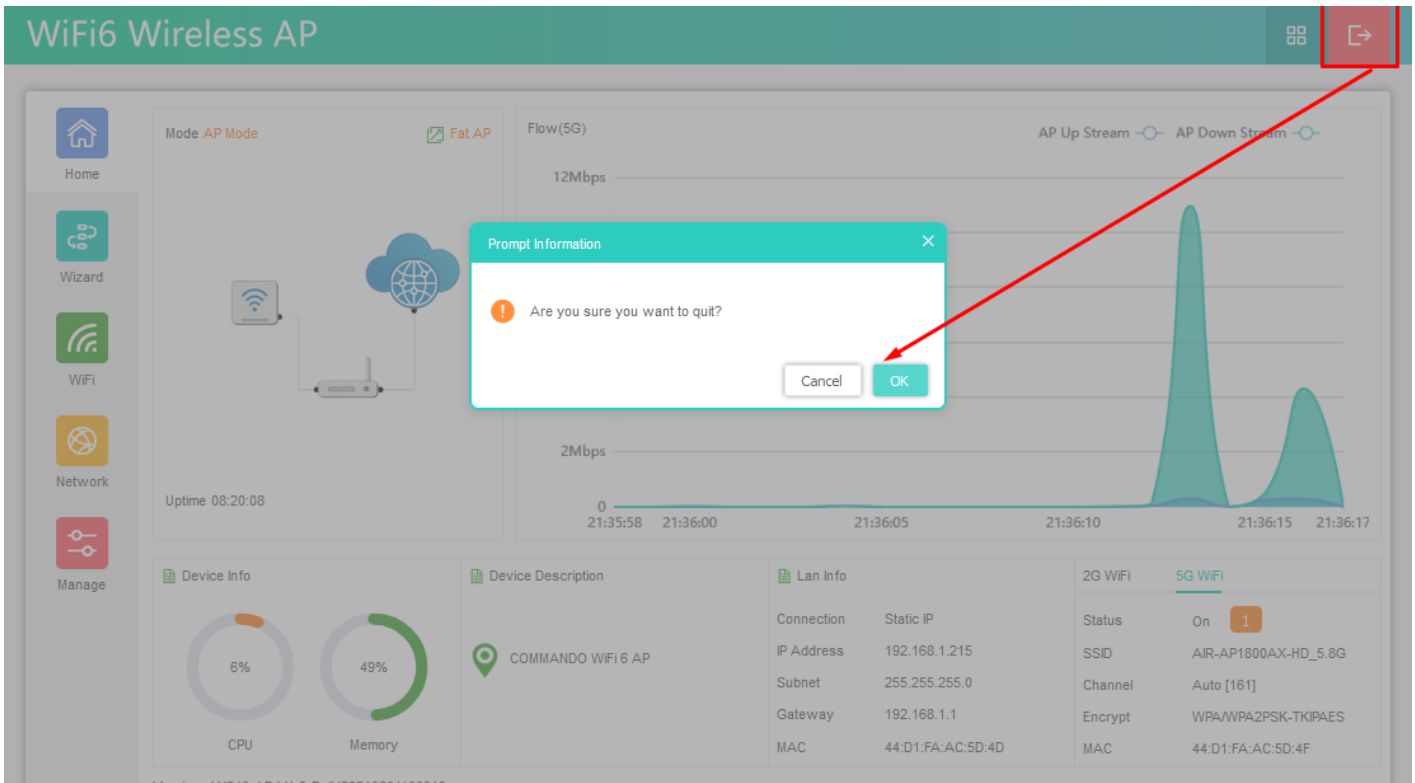 WiFi6 Wireless AP
Home
Wizard
WiFi
Network
Manage
Mode AP Mode
Fat AP
Uptime 08:20:08
Flow(5G)
AP Up Stream
AP Down Stream
12Mbps
2Mbps
0
21:35:58 21:36:00 21:36:05 21:36:10 21:36:15 21:36:17
Prompt Information
Are you sure you want to quit?
Cancel
OK
Device Info
6%
49%
CPU
Memory
Device Description
COMMANDO WiFi 6 AP
Lan Info
Connection Static IP
IP Address 192.168.1.215
Subnet 255.255.255.0
Gateway 192.168.1.1
MAC 44:D1:FA:AC:5D:4D
2G WiFi 5G WiFi
Status On 1
SSID AIR-AP1800AX-HD_5.8G
Channel Auto [161]
Encrypt WPA/WPA2PSK-TKIPAES
MAC 44:D1:FA:AC:5D:4F